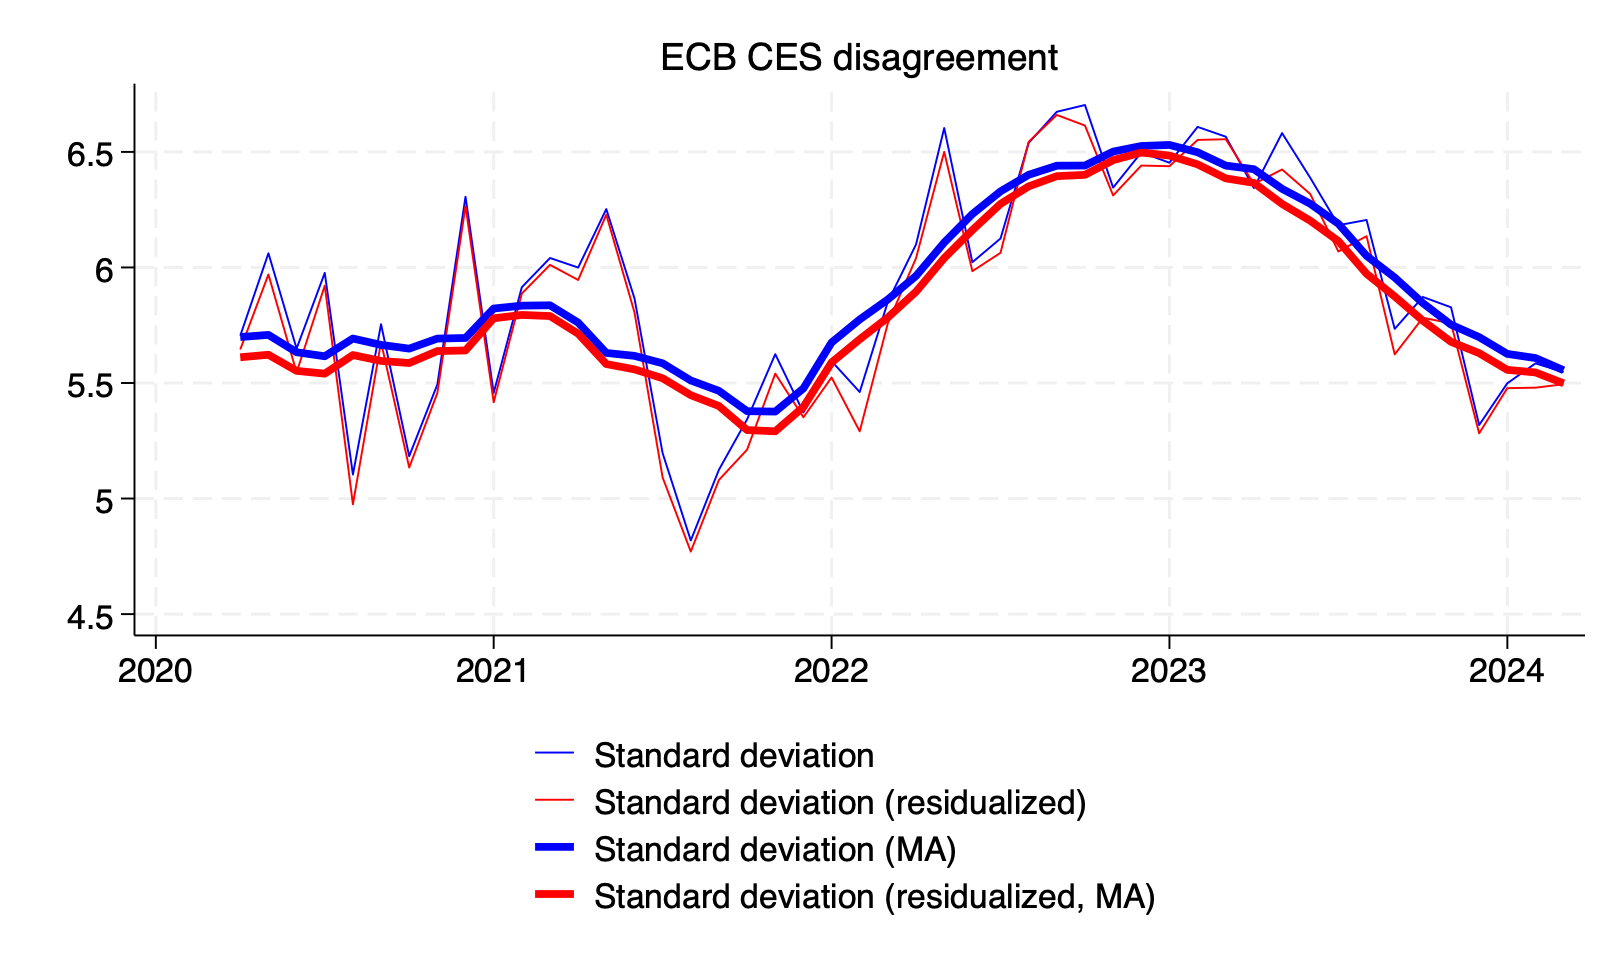 ECB CES disagreement
6.5
6
5.5
5
4.5
2020 2021 2022 2023 2024
Standard deviation
Standard deviation (residualized)
Standard deviation (MA)
Standard deviation (residualized, MA)